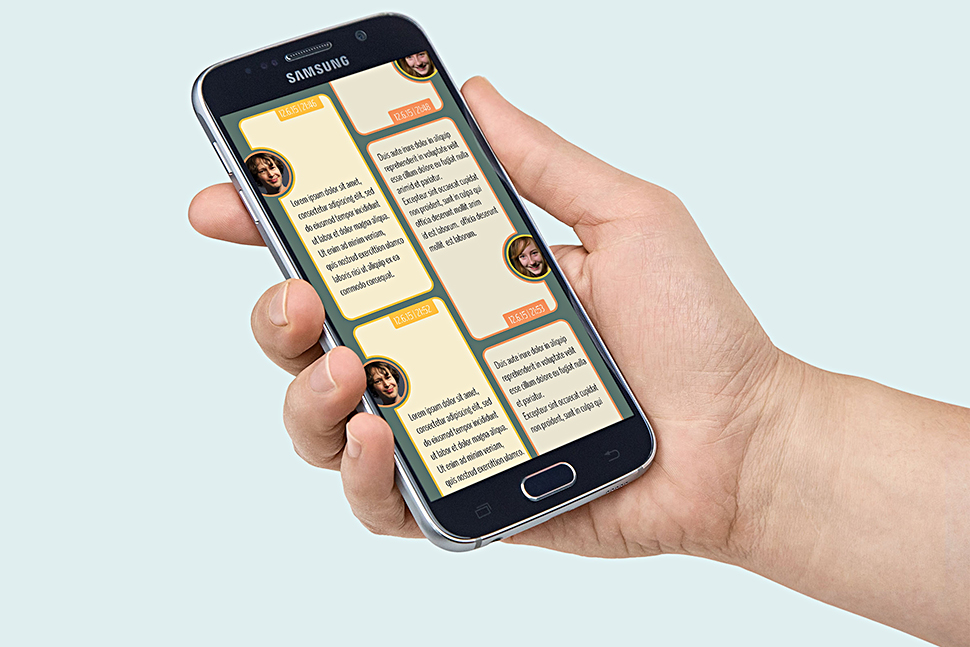 SAMSUNG
12.6.15 | 21:46
Lorem ipsum dolor sit amet,
consertetur adipiscing elit, sed
do eiusmod tempor incididunt
ut labor et dolor magna aliqua.
Ut enim ad minim veniam,
quis nostrud exercittion ulamco
laboris nisi ut aliquip ex ea
commodo consequat.
12.6.15 | 21:48
Duis aute irure dolor in aliquip
reprehenderit in voluptate velit
esse cillum dolore eu fugiat nulla
animid et pariatur.
Excepteur sint occaecat cupidat
non proident, sunt in culpa qui
officia deserunt mollit anim
id est laborum. officia deserunt
mollit est laborum.
12.6.15 | 21:52
Lorem ipsum dolor sit amet,
consertetur adipiscing elit, sed
do eiusmod tempor incididunt
ut labor et dolor magna aliqua.
Ut enim ad minim veniam,
quis nostrud exercittion ulamco.
12.6.15 | 21:53
Duis aute irure dolor in aliquip
reprehenderit in voluptate velit
esse cillum dolore eu fugiat nulla
et pariatur.
Excepteur sint occaecat cupidat
non proident, sunt in culpa qui